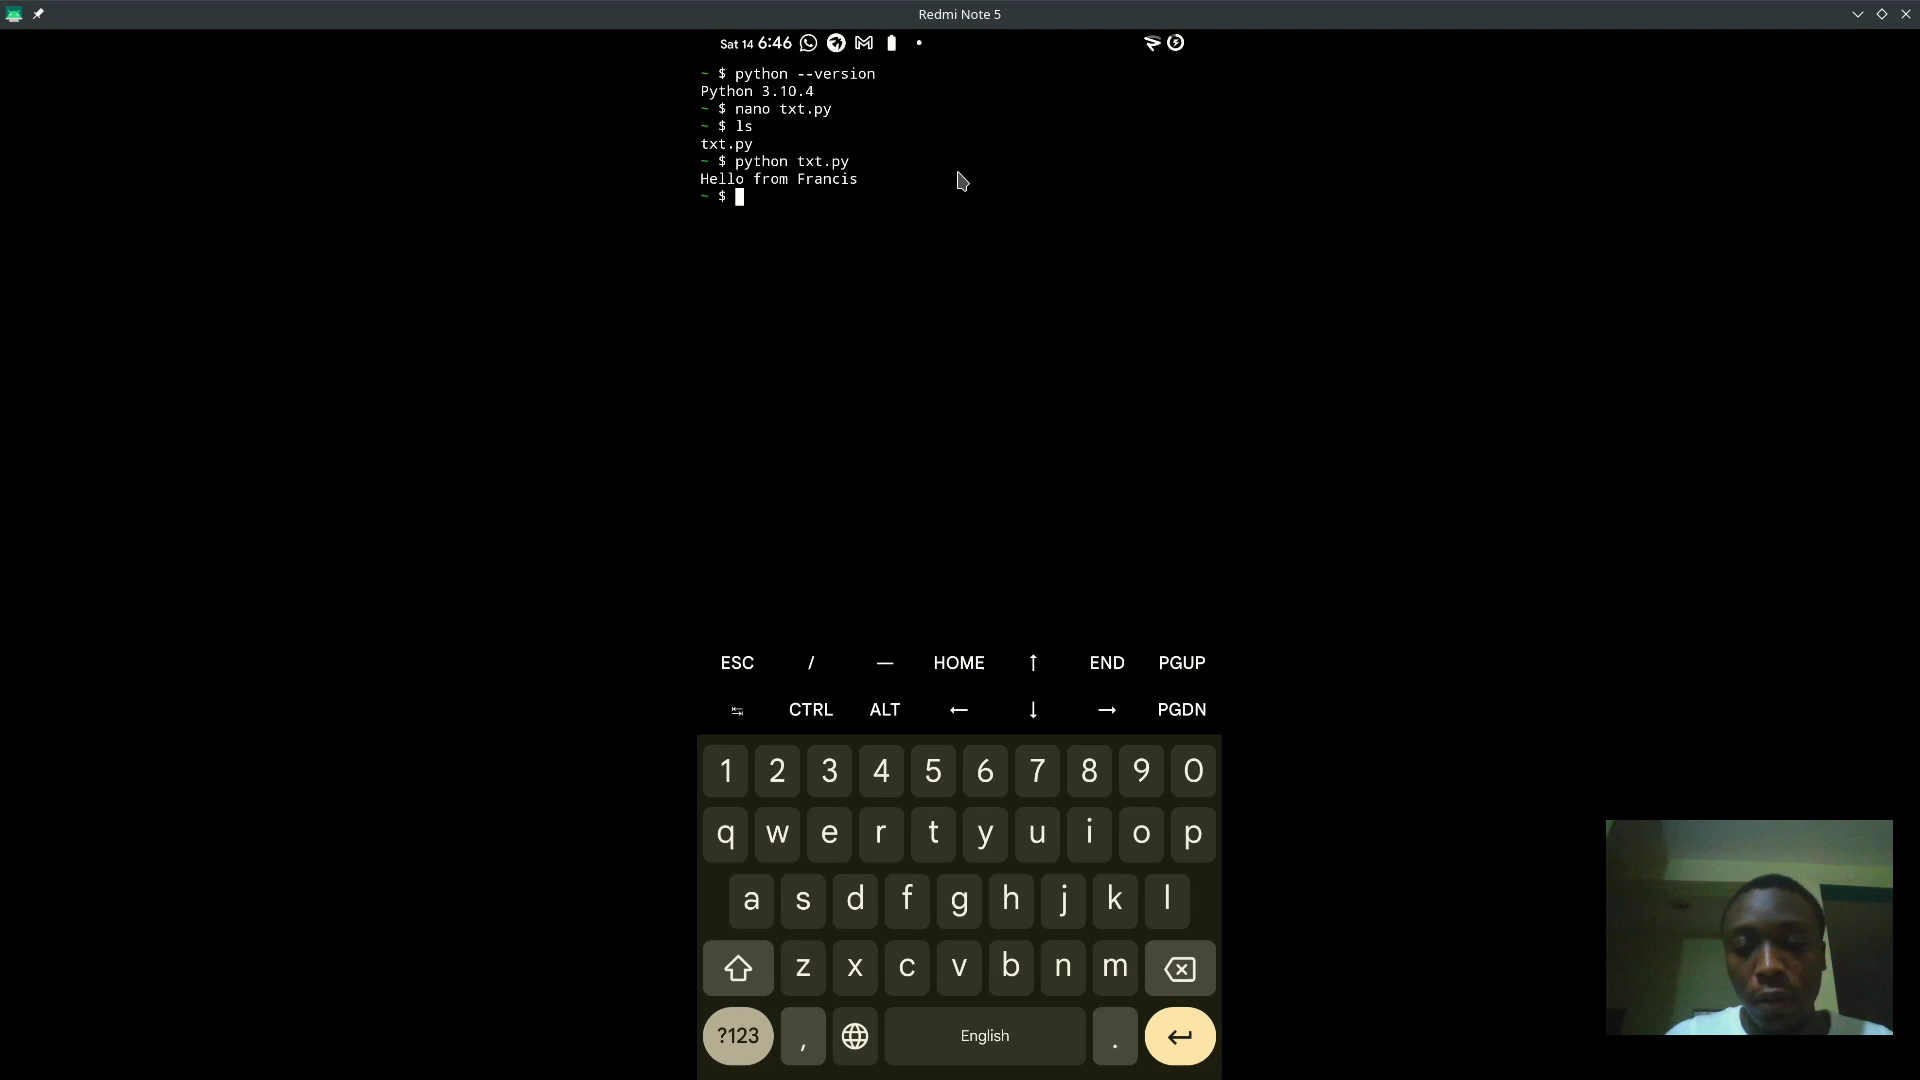 Redmi Note 5
Sat 14 6:46
~ $ python --version
Python 3.10.4
~ $ nano txt.py
~ $ ls
txt.py
~ $ python txt.py
Hello from Francis
~ $
ESC / — HOME ↑ END PGUP
↹ CTRL ALT ← ↓ → PGDN
1 2 3 4 5 6 7 8 9 0
q w e r t y u i o p
a s d f g h j k l
z x c v b n m
?123 , English .